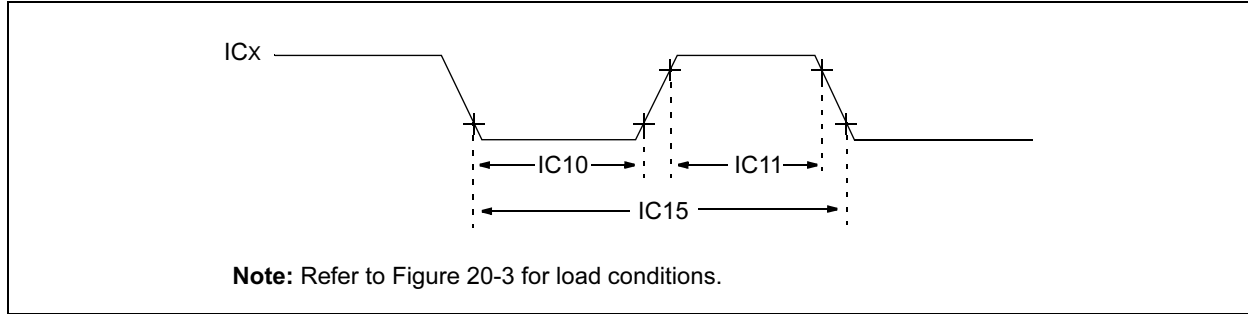 ICx
IC10
IC11
IC15
Note: Refer to Figure 20-3 for load conditions.